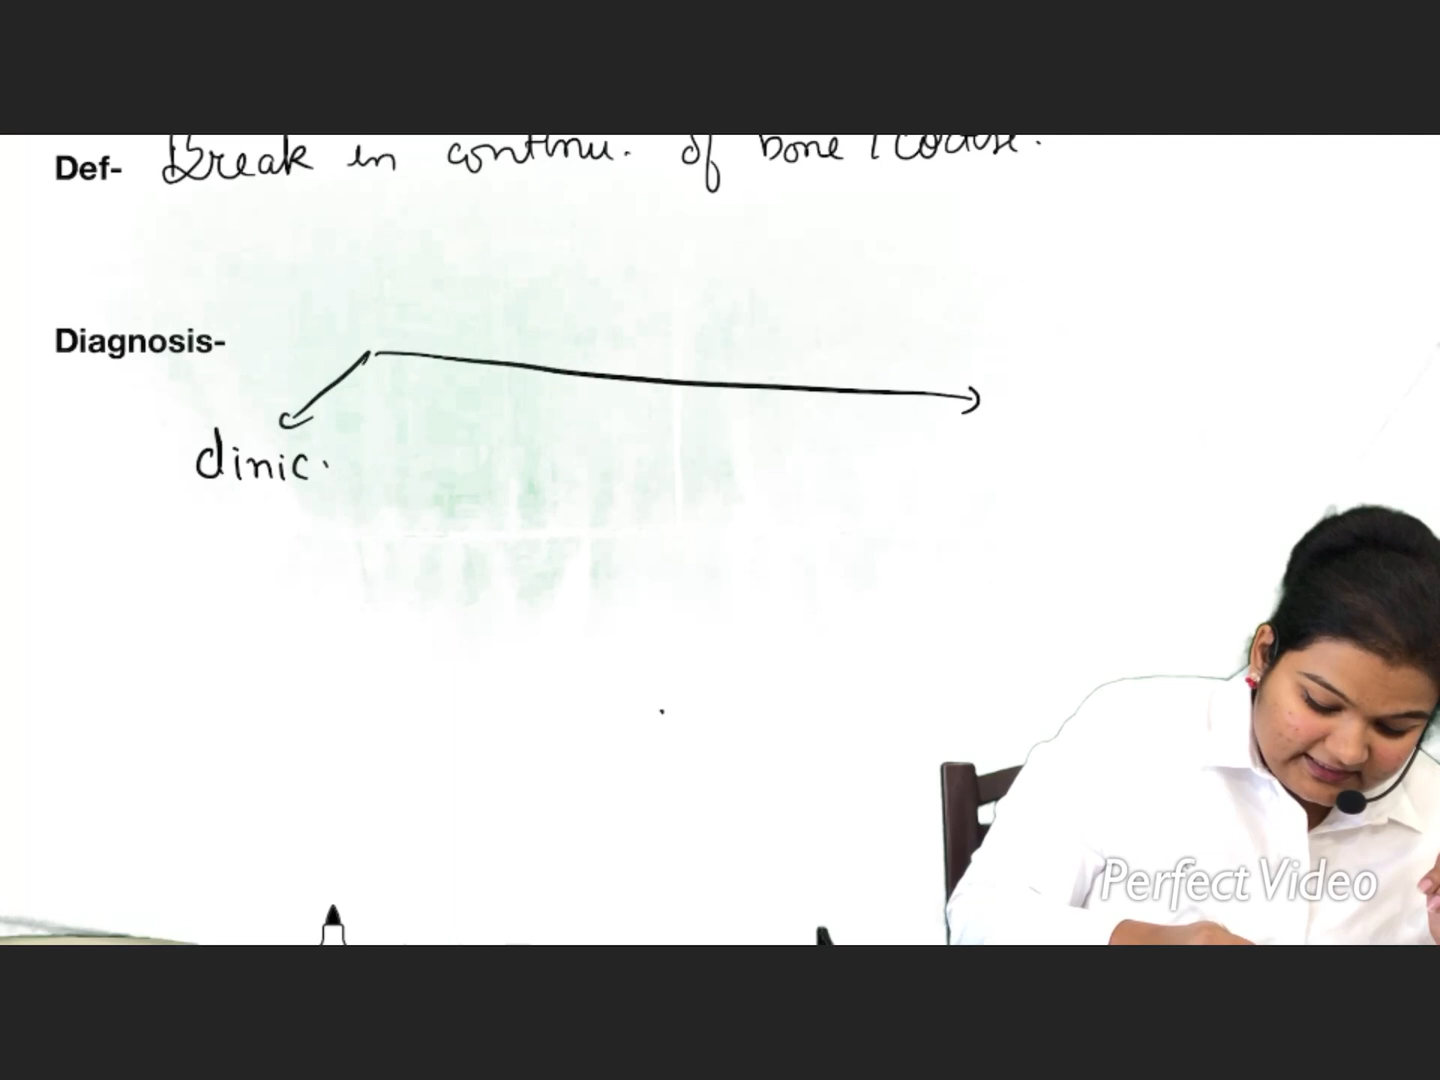 Def- Break in continu. of bone /
Diagnosis-
clinic.
Perfect Video